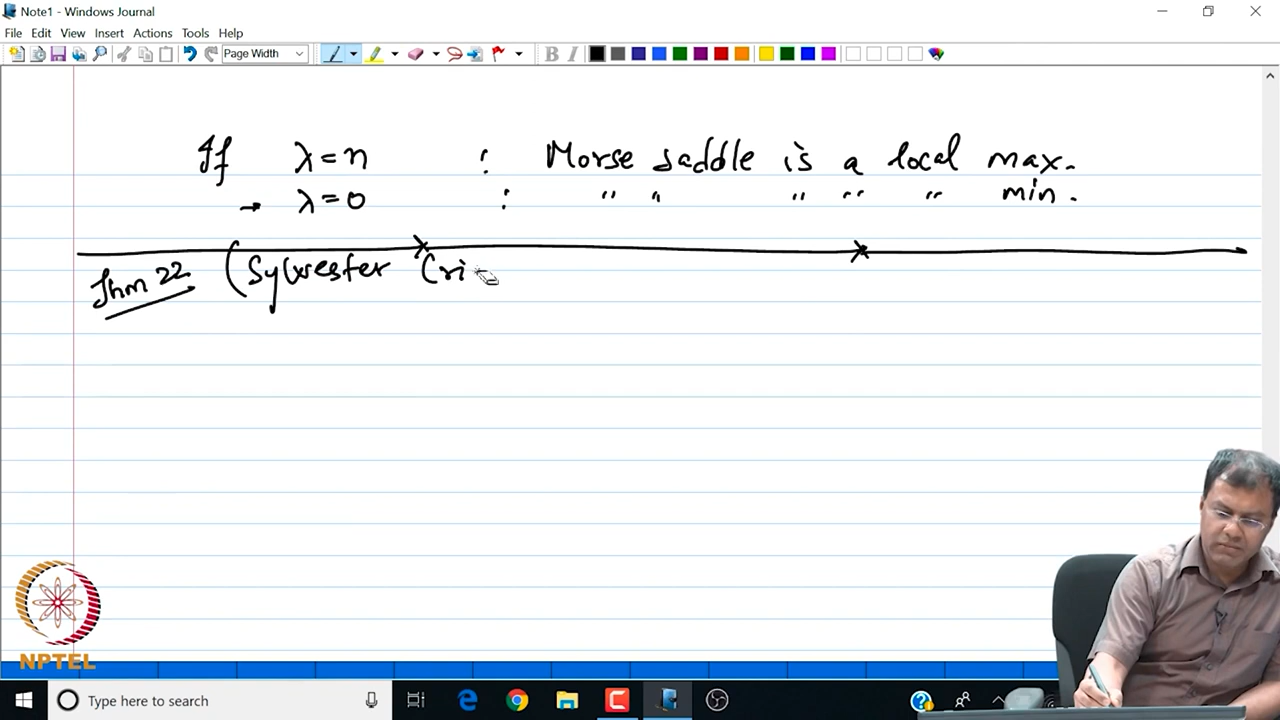 Note1 - Windows Journal
File Edit View Insert Actions Tools Help
Page Width
B I
If λ=n : Morse saddle is a local max.
→ λ=0 : " " " " " min.
Thm 22 (Sylvester Cri
NPTEL
Type here to search